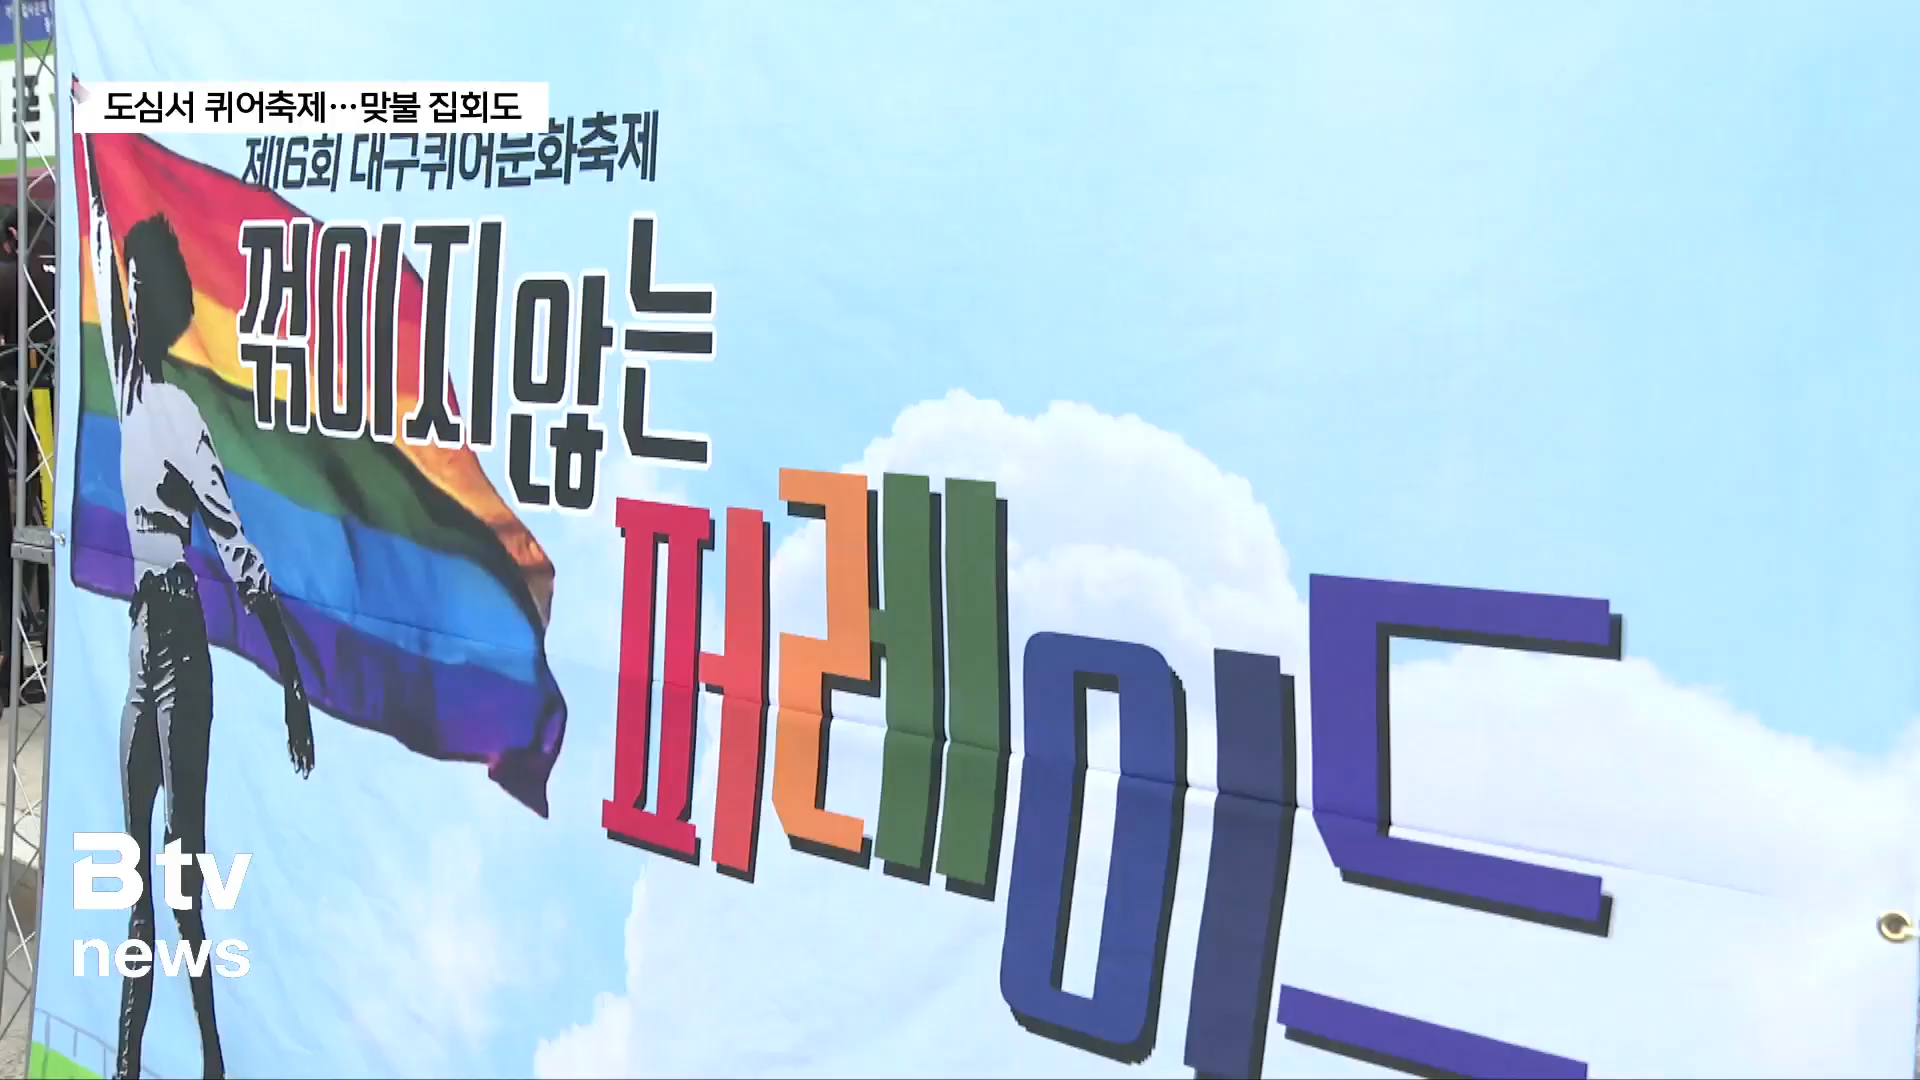 도심서 퀴어축제…맞불 집회도
제16회 대구퀴어문화축제
꺾이지않는
퍼레이드
B tv
news